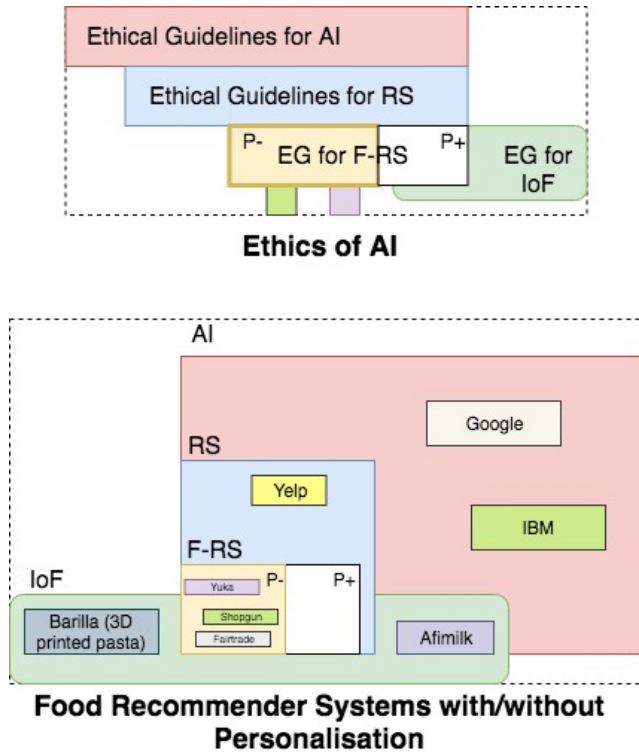 Ethical Guidelines for AI
Ethical Guidelines for RS
P-
EG for F-RS
P+
EG for
IoF
Ethics of AI
AI
Google
RS
Yelp
IBM
F-RS
IoF
Yuka
P-
P+
Barilla (3D
printed pasta)
Shopgun
Fairtrade
Afimilk
Food Recommender Systems with/without
Personalisation